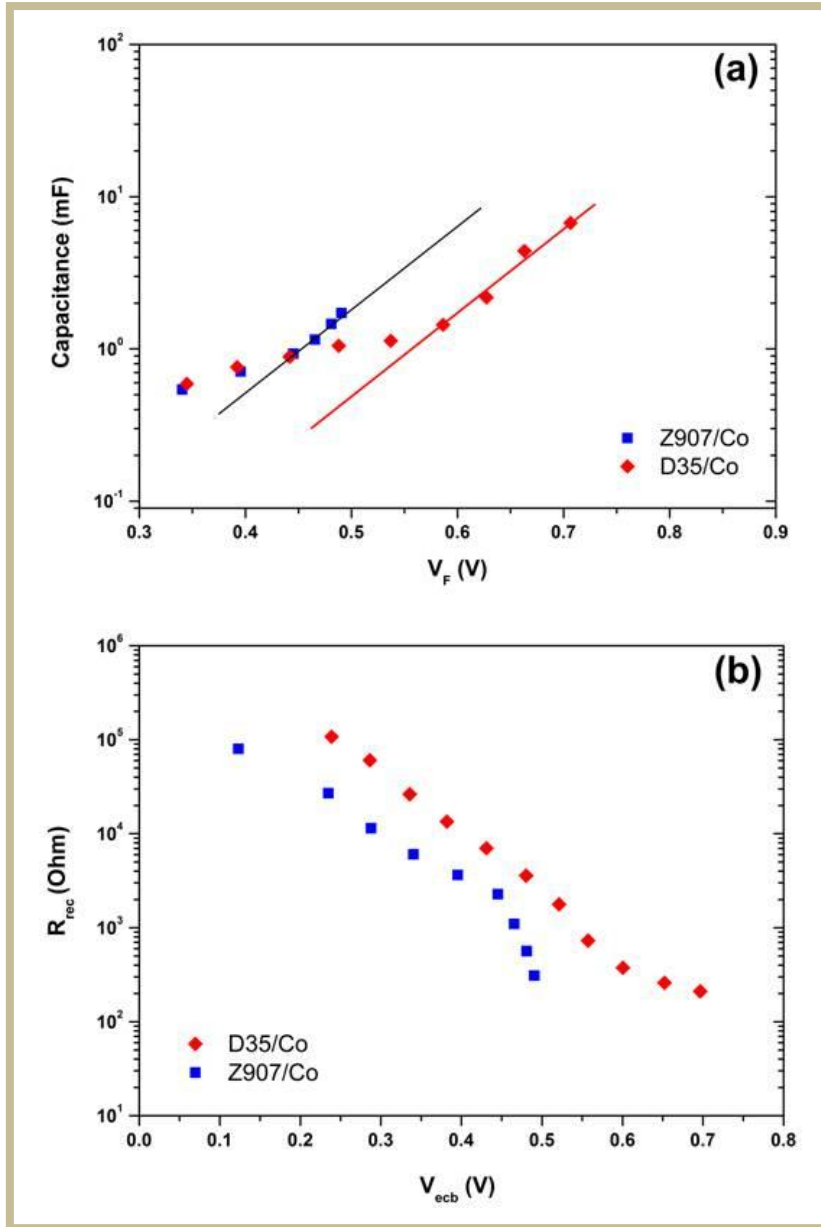 (a)
Capacitance (mF)
10²
10¹
10⁰
10⁻¹
Z907/Co
D35/Co
0.3 0.4 0.5 0.6 0.7 0.8 0.9
V_F (V)
(b)
R_rec (Ohm)
10⁶
10⁵
10⁴
10³
10²
10¹
D35/Co
Z907/Co
0.0 0.1 0.2 0.3 0.4 0.5 0.6 0.7 0.8
V_ecb (V)